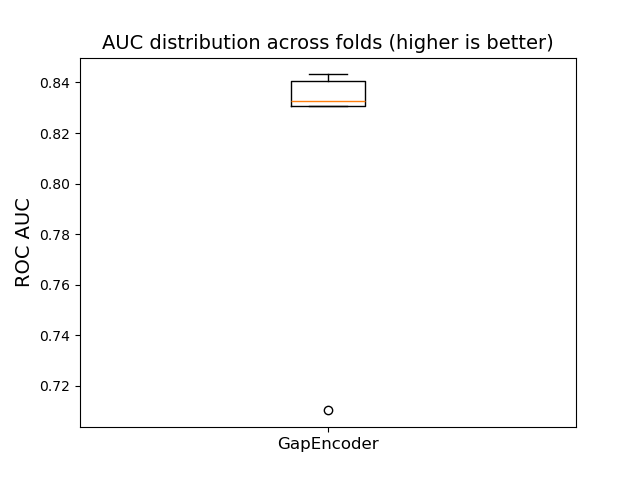 AUC distribution across folds (higher is better)
ROC AUC
0.84
0.82
0.80
0.78
0.76
0.74
0.72
GapEncoder